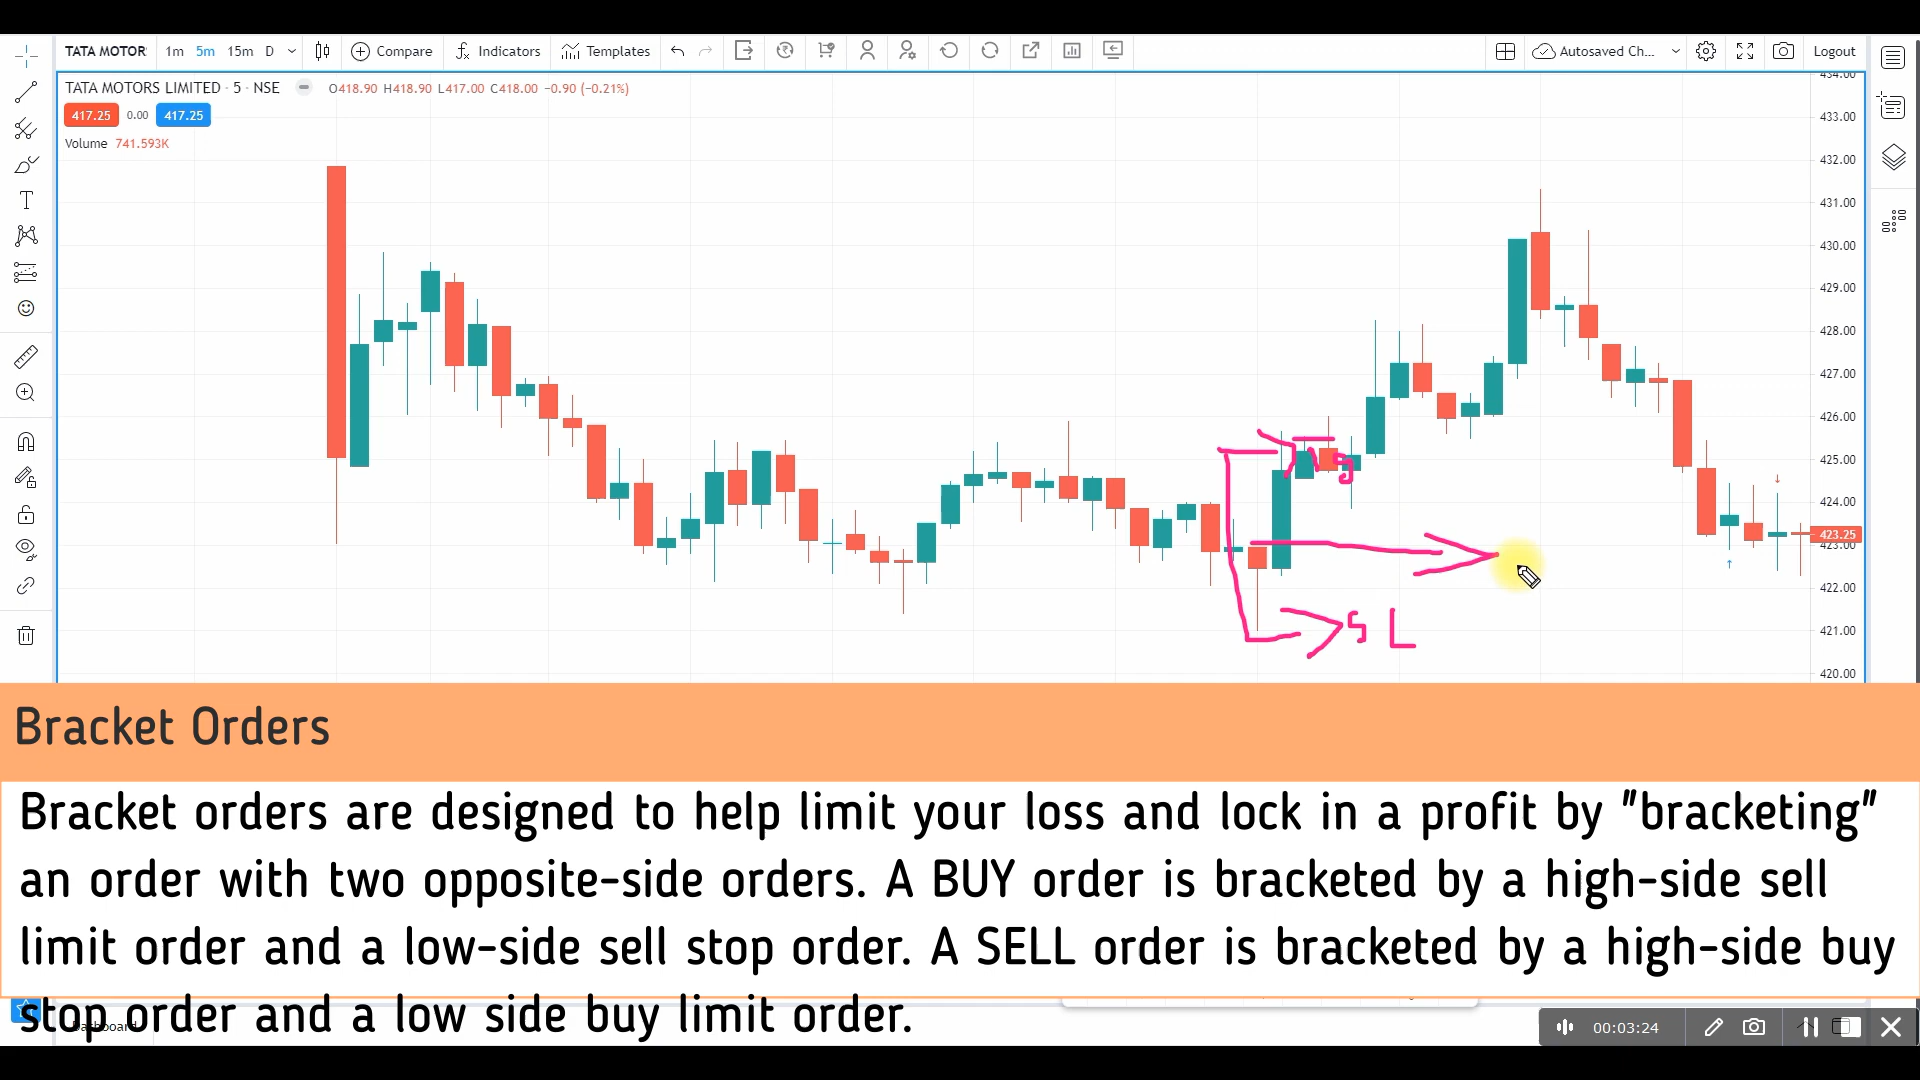 TATA MOTOR 1m 5m 15m D Compare Indicators Templates Autosaved Ch... Logout
TATA MOTORS LIMITED · 5 · NSE O418.90 H418.90 L417.00 C418.00 −0.90 (−0.21%)
417.25 0.00 417.25
Volume 741.593K
434.00
433.00
432.00
431.00
430.00
429.00
428.00
427.00
426.00
425.00
424.00
423.25
423.00
422.00
421.00
420.00
SL
Bracket Orders
Bracket orders are designed to help limit your loss and lock in a profit by "bracketing"
an order with two opposite-side orders. A BUY order is bracketed by a high-side sell
limit order and a low-side sell stop order. A SELL order is bracketed by a high-side buy
stop order and a low side buy limit order.
Dashboard
00:03:24